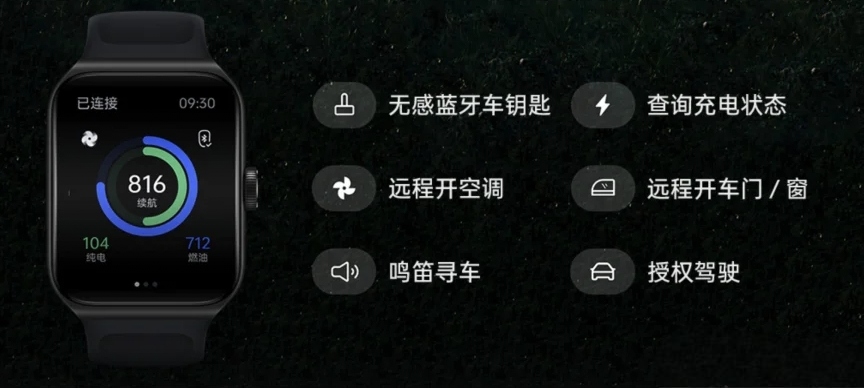 已连接 09:30
816
续航
104 712
纯电 燃油
无感蓝牙车钥匙 查询充电状态
远程开空调 远程开车门 / 窗
鸣笛寻车 授权驾驶